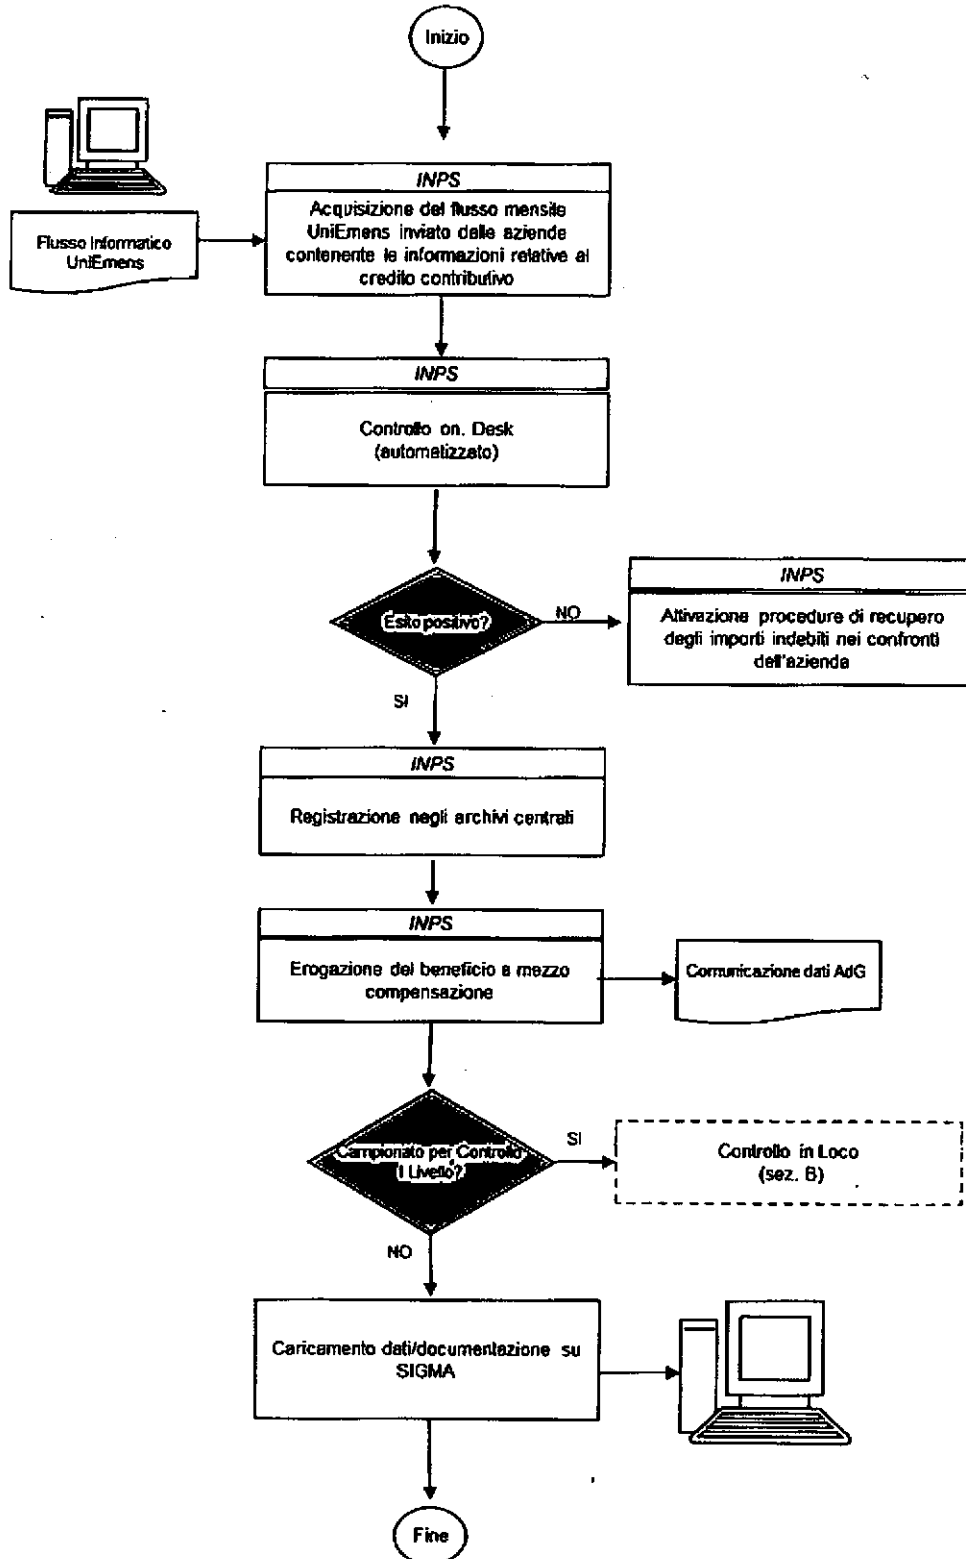 Inizio
INPS
Acquisizione del flusso mensile
UniEmens inviato dalle aziende
contenente le informazioni relative al
credito contributivo
Flusso Informatico
UniEmens
INPS
Controllo on. Desk
(automatizzato)
Esito positivo?
NO
INPS
Attivazione procedure di recupero
degli importi indebiti nei confronti
dell'azienda
SI
INPS
Registrazione negli archivi centrali
INPS
Erogazione del beneficio a mezzo
compensazione
Comunicazione dati AdG
Campionato per Controllo
I Livello?
SI
Controllo in Loco
(sez. B)
NO
Caricamento dati/documentazione su
SIGMA
Fine